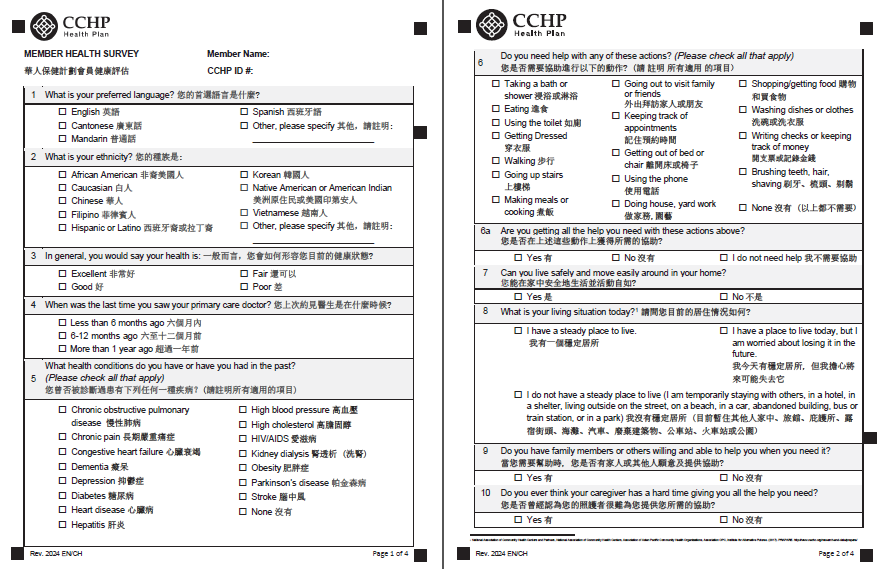 CCHP
Health Plan
MEMBER HEALTH SURVEY
Member Name:
華人保健計劃會員健康評估
CCHP ID #:
1 What is your preferred language? 您的首選語言是什麼?
☐ English 英語
☐ Cantonese 廣東話
☐ Mandarin 普通話
☐ Spanish 西班牙語
☐ Other, please specify 其他，請註明:
2 What is your ethnicity? 您的種族是:
☐ African American 非裔美國人
☐ Caucasian 白人
☐ Chinese 華人
☐ Filipino 菲律賓人
☐ Hispanic or Latino 西班牙裔或拉丁裔
☐ Korean 韓國人
☐ Native American or American Indian
美洲原住民或美國印第安人
☐ Vietnamese 越南人
☐ Other, please specify 其他，請註明:
3 In general, you would say your health is: 一般而言，您會如何形容您目前的健康狀態?
☐ Excellent 非常好
☐ Good 好
☐ Fair 還可以
☐ Poor 差
4 When was the last time you saw your primary care doctor? 您上次約見醫生是在什麼時候?
☐ Less than 6 months ago 六個月內
☐ 6-12 months ago 六至十二個月前
☐ More than 1 year ago 超過一年前
What health conditions do you have or have you had in the past?
5 (Please check all that apply)
您曾否被診斷過患有下列任何一種疾病?（請註明所有適用的項目）
☐ Chronic obstructive pulmonary
disease 慢性肺病
☐ Chronic pain 長期嚴重痛症
☐ Congestive heart failure 心臟衰竭
☐ Dementia 癡呆
☐ Depression 抑鬱症
☐ Diabetes 糖尿病
☐ Heart disease 心臟病
☐ Hepatitis 肝炎
☐ High blood pressure 高血壓
☐ High cholesterol 高膽固醇
☐ HIV/AIDS 愛滋病
☐ Kidney dialysis 腎透析（洗腎）
☐ Obesity 肥胖症
☐ Parkinson's disease 帕金森病
☐ Stroke 腦中風
☐ None 沒有
Rev. 2024 EN/CH
Page 1 of 4
CCHP
Health Plan
6 Do you need help with any of these actions? (Please check all that apply)
您是否需要協助進行以下的動作?（請 註明 所有適用 的項目）
☐ Taking a bath or
shower 浸浴或淋浴
☐ Eating 進食
☐ Using the toilet 如廁
☐ Getting Dressed
穿衣服
☐ Walking 步行
☐ Going up stairs
上樓梯
☐ Making meals or
cooking 煮飯
☐ Going out to visit family
or friends
外出拜訪家人或朋友
☐ Keeping track of
appointments
記住預約時間
☐ Getting out of bed or
chair 離開床或椅子
☐ Using the phone
使用電話
☐ Doing house, yard work
做家務, 園藝
☐ Shopping/getting food 購物
和買食物
☐ Washing dishes or clothes
洗碗或洗衣服
☐ Writing checks or keeping
track of money
開支票或記錄金錢
☐ Brushing teeth, hair,
shaving 刷牙、梳頭、剃鬚
☐ None 沒有（以上都不需要）
6a Are you getting all the help you need with these actions above?
您是否在上述這些動作上獲得所需的協助?
☐ Yes 有
☐ No 沒有
☐ I do not need help 我不需要協助
7 Can you live safely and move easily around in your home?
您能在家中安全地生活並活動自如?
☐ Yes 是
☐ No 不是
8 What is your living situation today?¹ 請問您目前的居住情況如何?
☐ I have a steady place to live.
我有一個穩定居所
☐ I have a place to live today, but I
am worried about losing it in the
future.
我今天有穩定居所，但我擔心將
來可能失去它
☐ I do not have a steady place to live (I am temporarily staying with others, in a hotel, in
a shelter, living outside on the street, on a beach, in a car, abandoned building, bus or
train station, or in a park) 我沒有穩定居所（目前暫住其他人家中、旅館、庇護所、露
宿街頭、海灘、汽車、廢棄建築物、公車站、火車站或公園）
9 Do you have family members or others willing and able to help you when you need it?
當您需要幫助時，您是否有家人或其他人願意及提供協助?
☐ Yes 有
☐ No 沒有
10 Do you ever think your caregiver has a hard time giving you all the help you need?
您是否曾經認為您的照護者很難為您提供您所需的協助?
☐ Yes 有
☐ No 沒有
Rev. 2024 EN/CH
Page 2 of 4